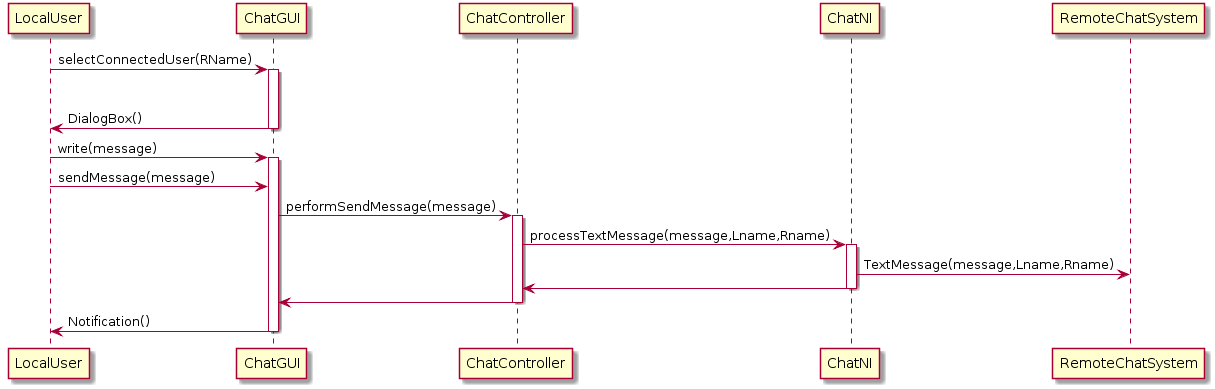 LocalUser
ChatGUI
ChatController
ChatNI
RemoteChatSystem
selectConnectedUser(RName)
DialogBox()
write(message)
sendMessage(message)
performSendMessage(message)
processTextMessage(message,Lname,Rname)
TextMessage(message,Lname,Rname)
Notification()
LocalUser
ChatGUI
ChatController
ChatNI
RemoteChatSystem